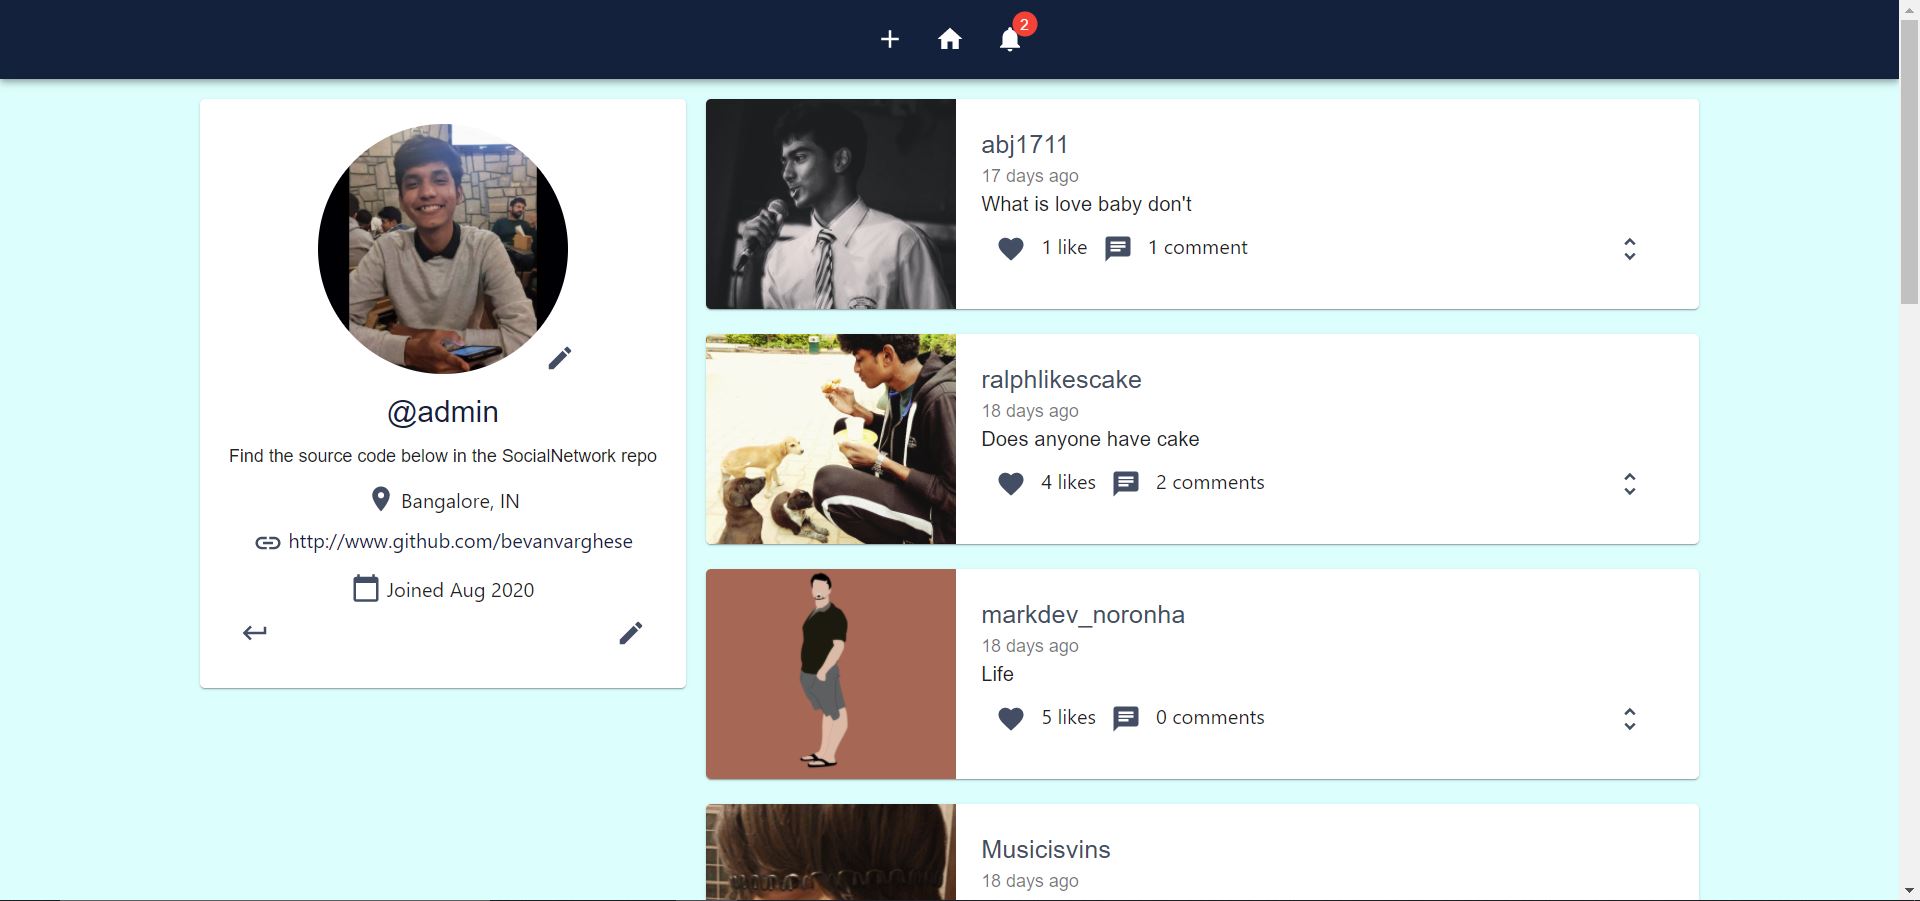 2
@admin
Find the source code below in the SocialNetwork repo
Bangalore, IN
http://www.github.com/bevanvarghese
Joined Aug 2020
abj1711
17 days ago
What is love baby don't
1 like 1 comment
ralphlikescake
18 days ago
Does anyone have cake
4 likes 2 comments
markdev_noronha
18 days ago
Life
5 likes 0 comments
Musicisvins
18 days ago